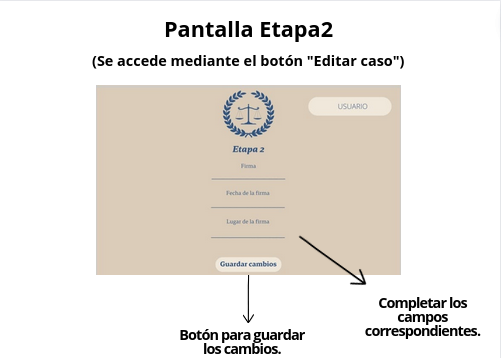 Pantalla Etapa2
(Se accede mediante el botón "Editar caso")
USUARIO
Etapa 2
Firma
Fecha de la firma
Lugar de la firma
Guardar cambios
Completar los
campos
correspondientes.
Botón para guardar
los cambios.